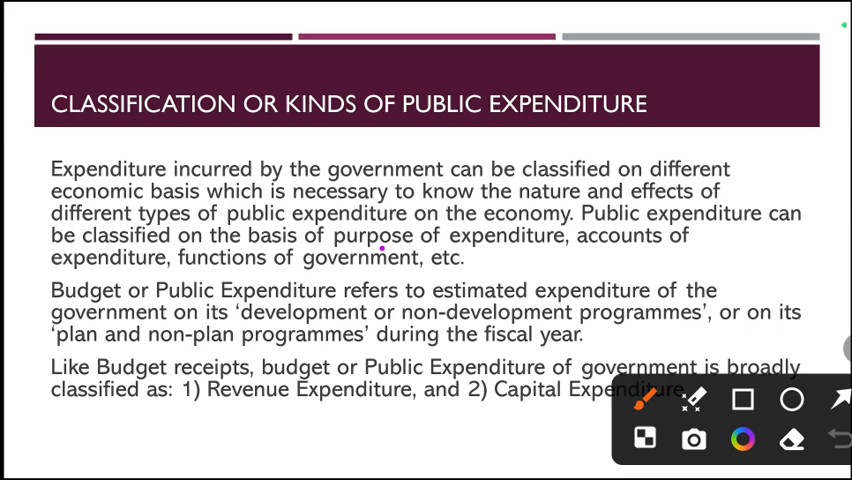 CLASSIFICATION OR KINDS OF PUBLIC EXPENDITURE
Expenditure incurred by the government can be classified on different
economic basis which is necessary to know the nature and effects of
different types of public expenditure on the economy. Public expenditure can
be classified on the basis of purpose of expenditure, accounts of
expenditure, functions of government, etc.
Budget or Public Expenditure refers to estimated expenditure of the
government on its ‘development or non-development programmes’, or on its
‘plan and non-plan programmes’ during the fiscal year.
Like Budget receipts, budget or Public Expenditure of government is broadly
classified as: 1) Revenue Expenditure, and 2) Capital Expenditure